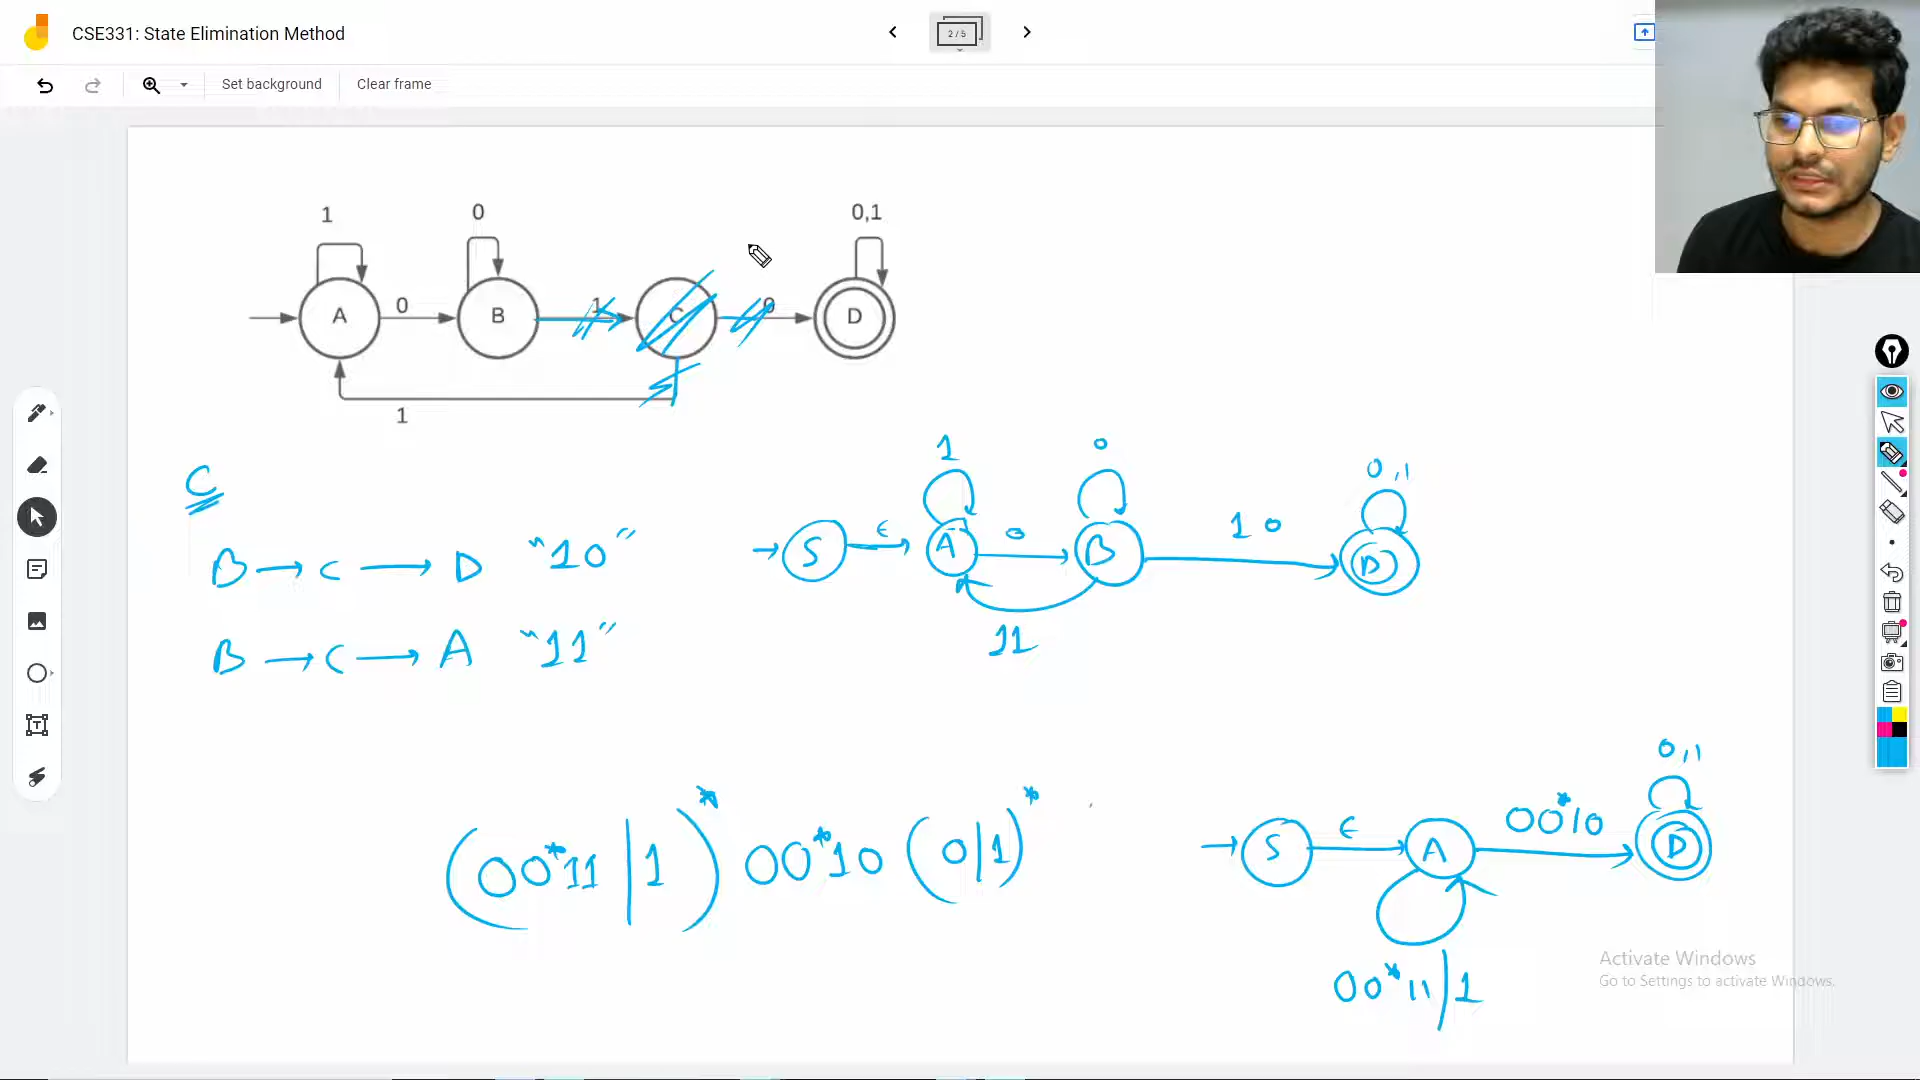 CSE331: State Elimination Method
2 / 5
Set background
Clear frame
1
0
0,1
A
0
B
1
C
0
D
1
C
B → C → D "10"
B → C → A "11"
1
0
0,1
S
ε
A
0
B
10
D
11
(00*11|1)* 00*10 (0|1)*
0,1
S
ε
A
00*10
D
00*11|1
Activate Windows
Go to Settings to activate Windows.